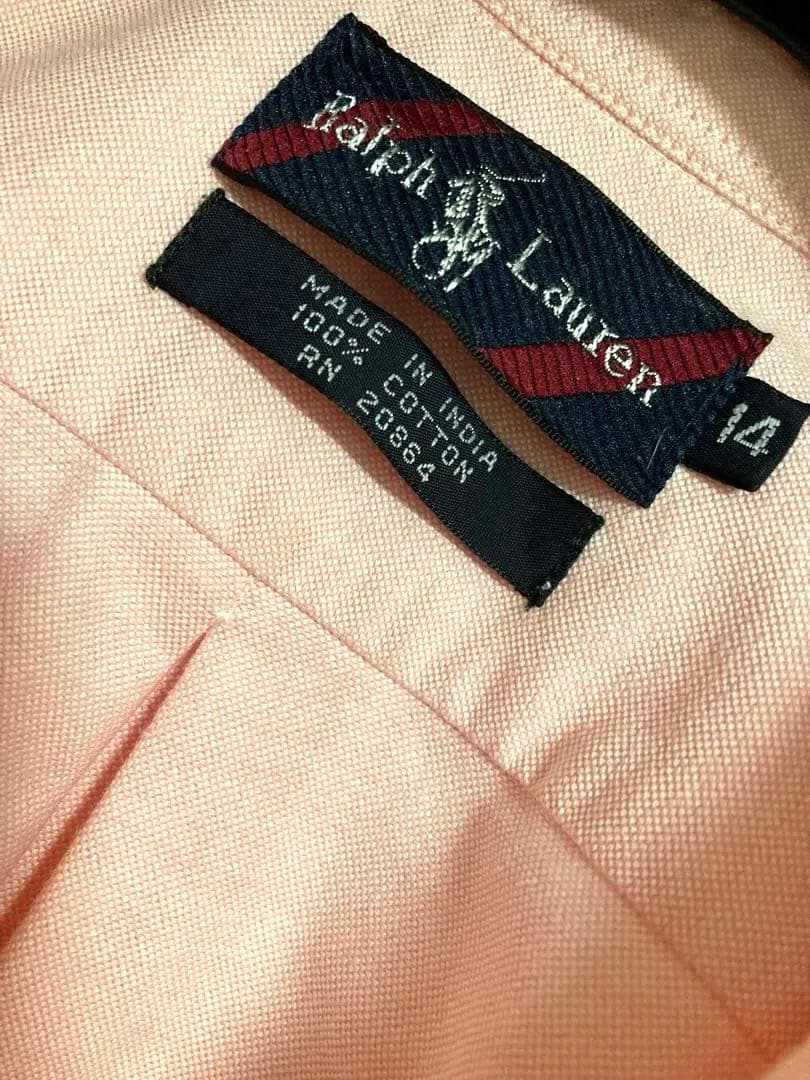 Ralph Lauren
14
MADE IN INDIA
100% COTTON
RN 20864